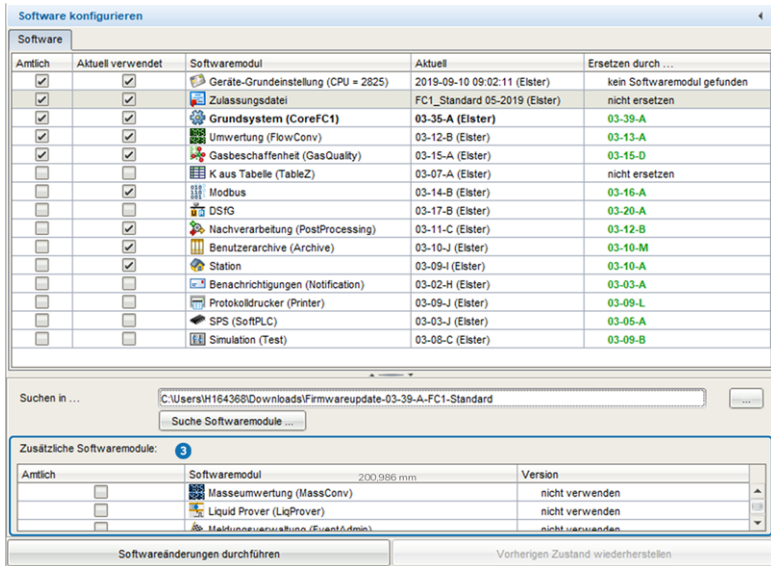 Software konfigurieren
Software
Amtlich Aktuell verwendet Softwaremodul Aktuell Ersetzen durch ...
Geräte-Grundeinstellung (CPU = 2825) 2019-09-10 09:02:11 (Elster) kein Softwaremodul gefunden
Zulassungsdatei FC1_Standard 05-2019 (Elster) nicht ersetzen
Grundsystem (CoreFC1) 03-35-A (Elster) 03-39-A
Umwertung (FlowConv) 03-12-B (Elster) 03-13-A
Gasbeschaffenheit (GasQuality) 03-15-A (Elster) 03-15-D
K aus Tabelle (TableZ) 03-07-A (Elster) nicht ersetzen
Modbus 03-14-B (Elster) 03-16-A
DSfG 03-17-B (Elster) 03-20-A
Nachverarbeitung (PostProcessing) 03-11-C (Elster) 03-12-B
Benutzerarchive (Archive) 03-10-J (Elster) 03-10-M
Station 03-09-I (Elster) 03-10-A
Benachrichtigungen (Notification) 03-02-H (Elster) 03-03-A
Protokolldrucker (Printer) 03-09-J (Elster) 03-09-L
SPS (SoftPLC) 03-03-J (Elster) 03-05-A
Simulation (Test) 03-08-C (Elster) 03-09-B
Suchen in ... C:\Users\H164368\Downloads\Firmwareupdate-03-39-A-FC1-Standard ...
Suche Softwaremodule ...
Zusätzliche Softwaremodule: 3
Amtlich Softwaremodul 200,986 mm Version
Masseumwertung (MassConv) nicht verwenden
Liquid Prover (LiqProver) nicht verwenden
Meldungsverwaltung (EventAdmin) nicht verwenden
Softwareänderungen durchführen Vorherigen Zustand wiederherstellen